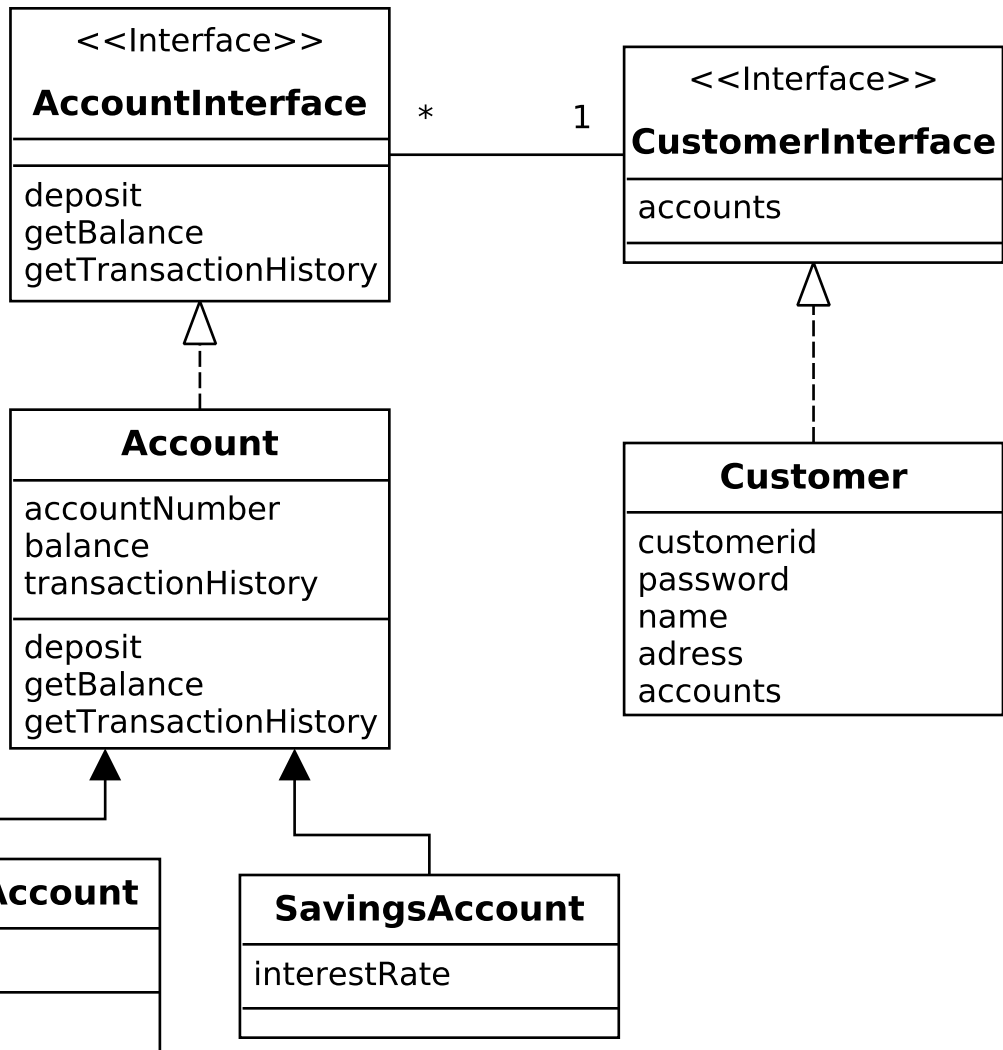 <<Interface>>
AccountInterface
deposit
getBalance
getTransactionHistory
* 1
<<Interface>>
CustomerInterface
accounts
Account
accountNumber
balance
transactionHistory
deposit
getBalance
getTransactionHistory
Customer
customerid
password
name
adress
accounts
Account
SavingsAccount
interestRate